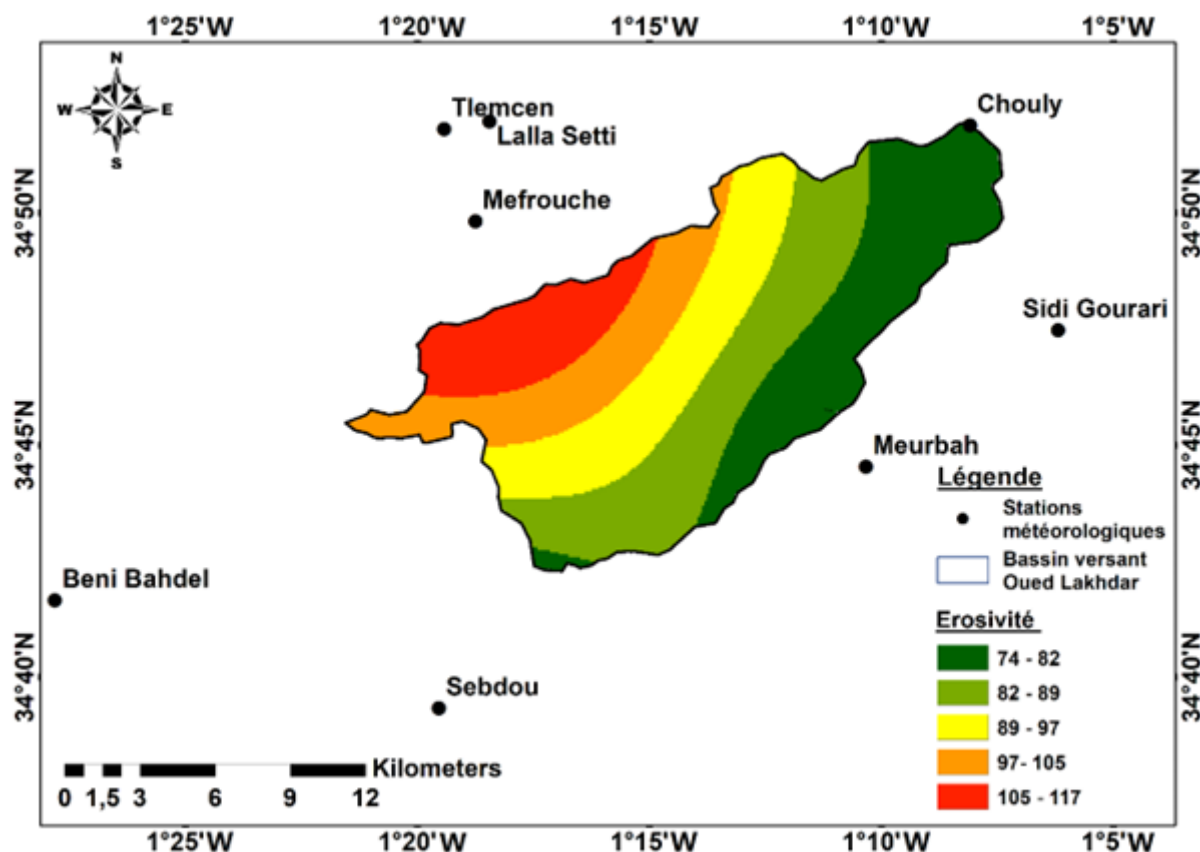 1°25'W 1°20'W 1°15'W 1°10'W 1°5'W
N
W E
S
Tlemcen
Lalla Setti
Chouly
34°50'N 34°50'N
Mefrouche
Sidi Gourari
34°45'N 34°45'N
Meurbah
Légende
Stations
météorologiques
Bassin versant
Oued Lakhdar
Beni Bahdel
Erosivité
74 - 82
34°40'N 34°40'N
Sebdou
82 - 89
89 - 97
97- 105
105 - 117
Kilometers
0 1,5 3 6 9 12
1°25'W 1°20'W 1°15'W 1°10'W 1°5'W